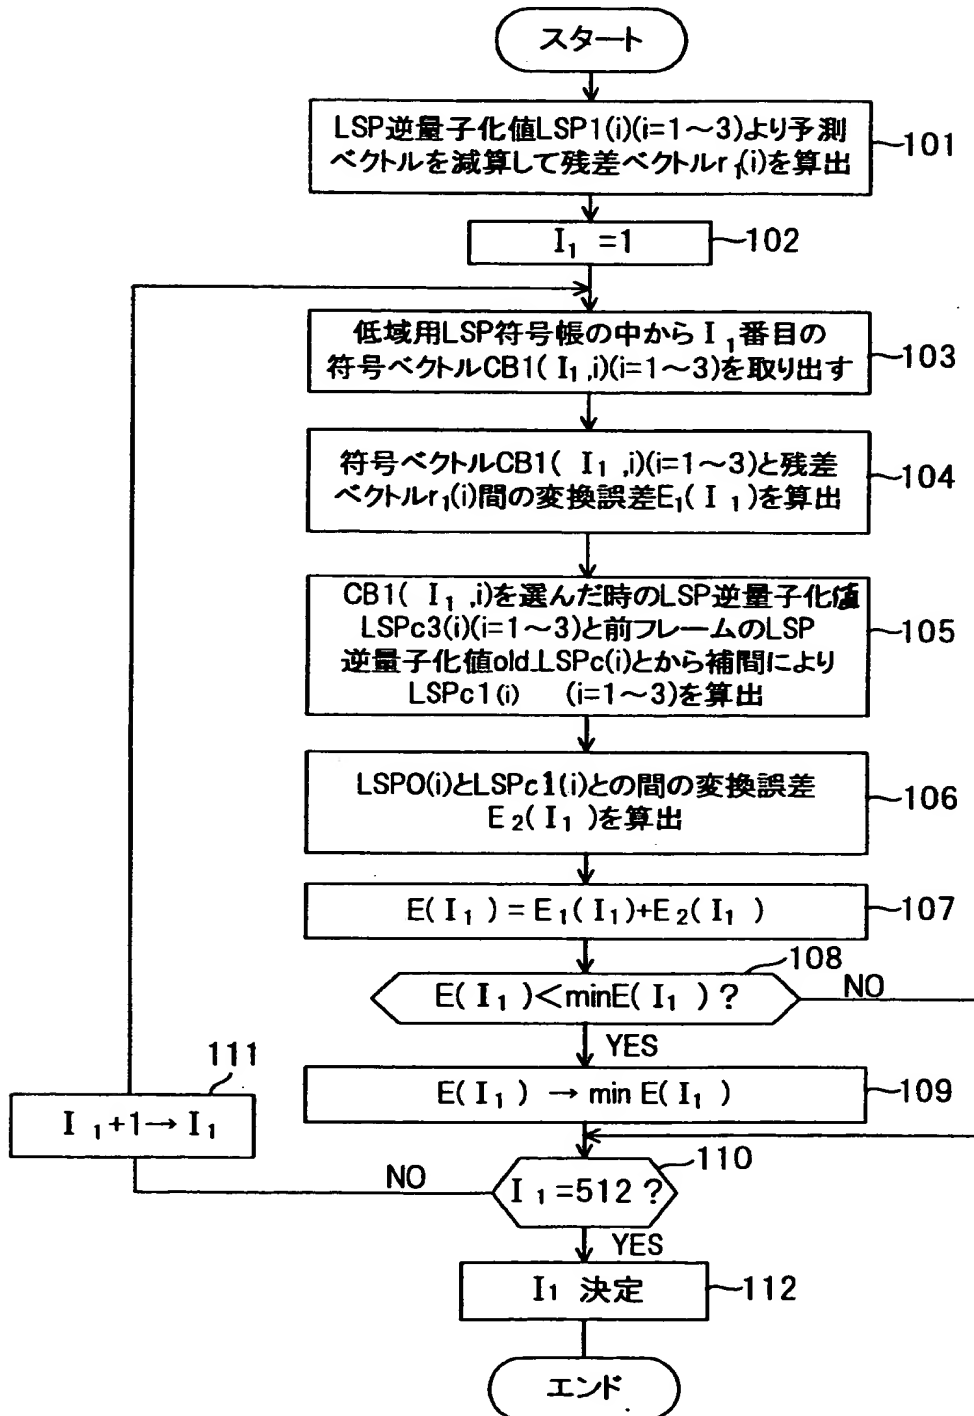 スタート
LSP逆量子化値LSP1(i)(i=1~3)より予測
ベクトルを減算して残差ベクトルr₁(i)を算出
101
I₁ =1
102
低域用LSP符号帳の中から I₁番目の
符号ベクトルCB1( I₁,i)(i=1~3)を取り出す
103
符号ベクトルCB1( I₁,i)(i=1~3)と残差
ベクトルr₁(i)間の変換誤差E₁( I₁ )を算出
104
CB1( I₁,i)を選んだ時のLSP逆量子化値
LSPc3(i)(i=1~3)と前フレームのLSP
逆量子化値old_LSPc(i)とから補間により
LSPc1(i) (i=1~3)を算出
105
LSP0(i)とLSPc1(i)との間の変換誤差
E₂( I₁ )を算出
106
E( I₁ ) = E₁( I₁)+E₂( I₁ )
107
108
E( I₁ )<minE( I₁ ) ?
NO
YES
E( I₁ ) → min E( I₁ )
109
111
I₁+1→ I₁
110
NO
I₁ =512 ?
YES
I₁ 決定
112
エンド